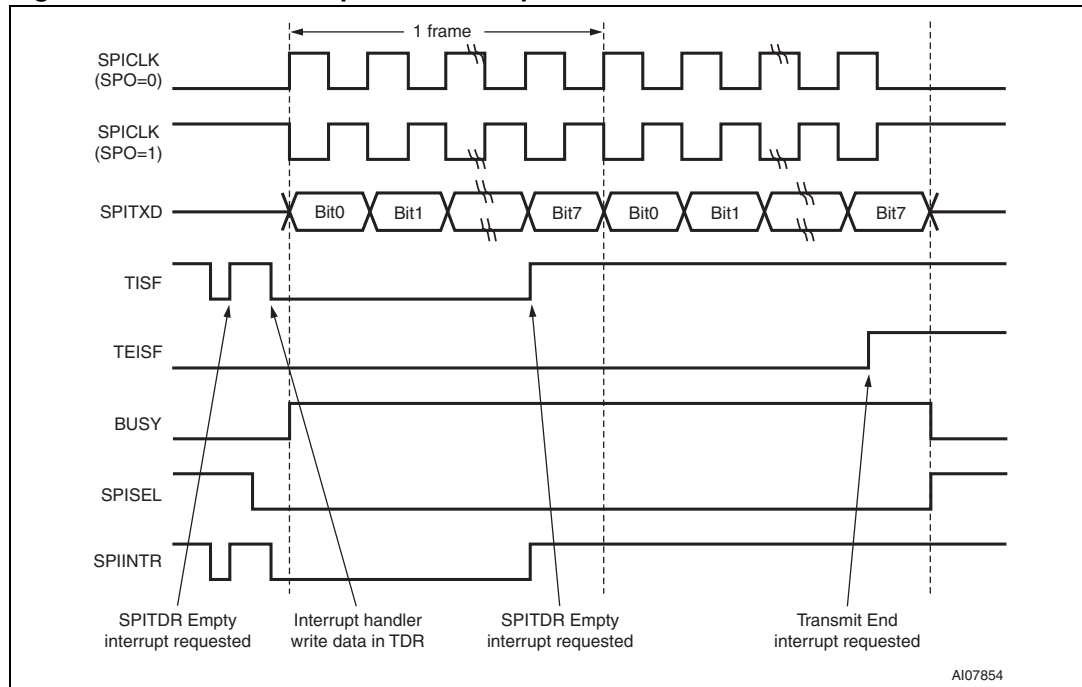 1 frame
SPICLK
(SPO=0)
SPICLK
(SPO=1)
SPITXD
Bit0
Bit1
Bit7
Bit0
Bit1
Bit7
TISF
TEISF
BUSY
SPISEL
SPIINTR
SPITDR Empty
interrupt requested
Interrupt handler
write data in TDR
SPITDR Empty
interrupt requested
Transmit End
interrupt requested
AI07854